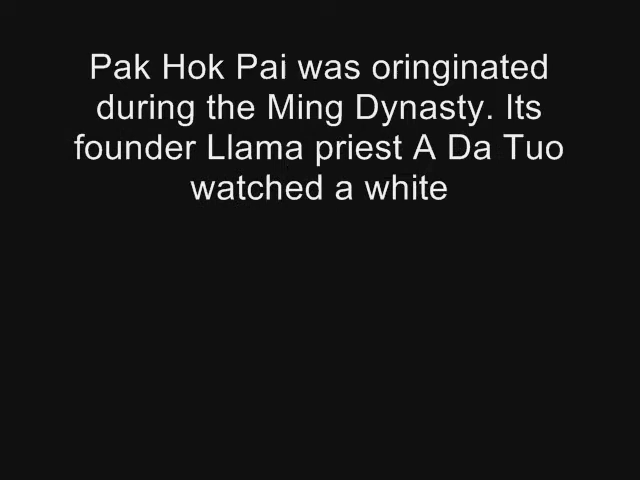 Pak Hok Pai was oringinated
during the Ming Dynasty. Its
founder Llama priest A Da Tuo
watched a white